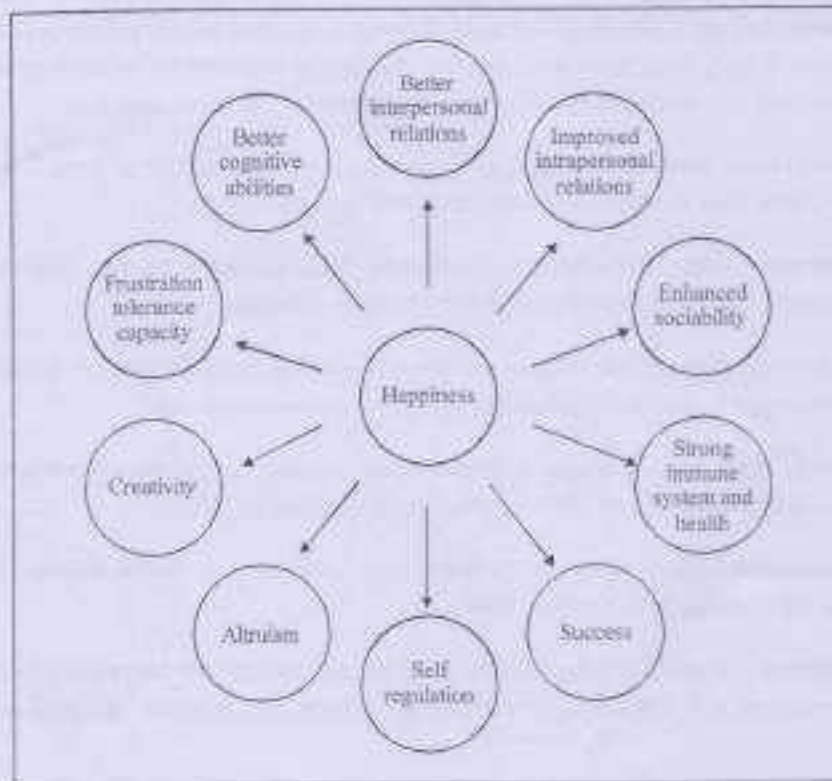 Better
interpersonal
relations
Improved
intrapersonal
relations
Enhanced
sociability
Strong
immune
system and
health
Success
Self
regulation
Altruism
Creativity
Frustration
tolerance
capacity
Better
cognitive
abilities
Happiness